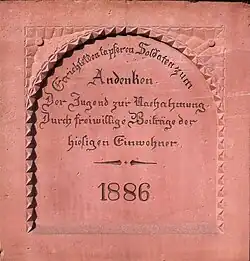 Errichtet den tapferen Soldaten zum
Andenken
Der Jugend zur Nachahmung
Durch freiwillige Beiträge der
hiesigen Einwohner
1886